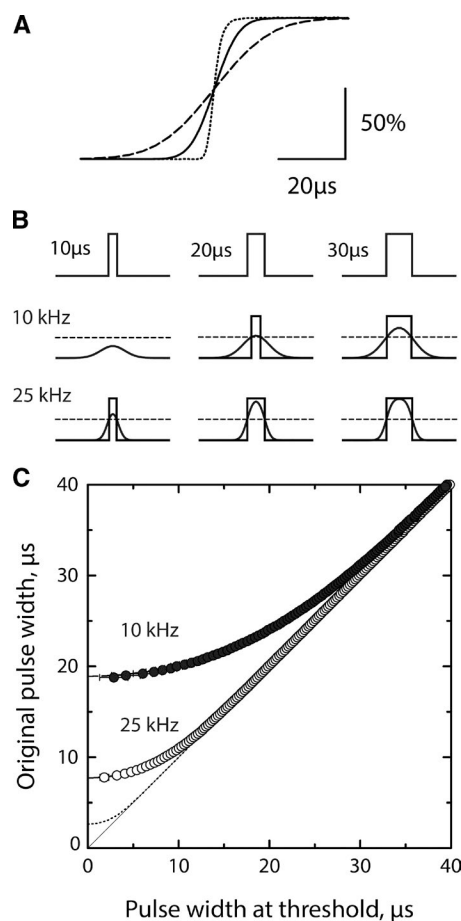 A
50%
20µs
B
10µs 20µs 30µs
10 kHz
25 kHz
C
40
30
20
10
0
10 kHz
25 kHz
Original pulse width, µs
0 10 20 30 40
Pulse width at threshold, µs